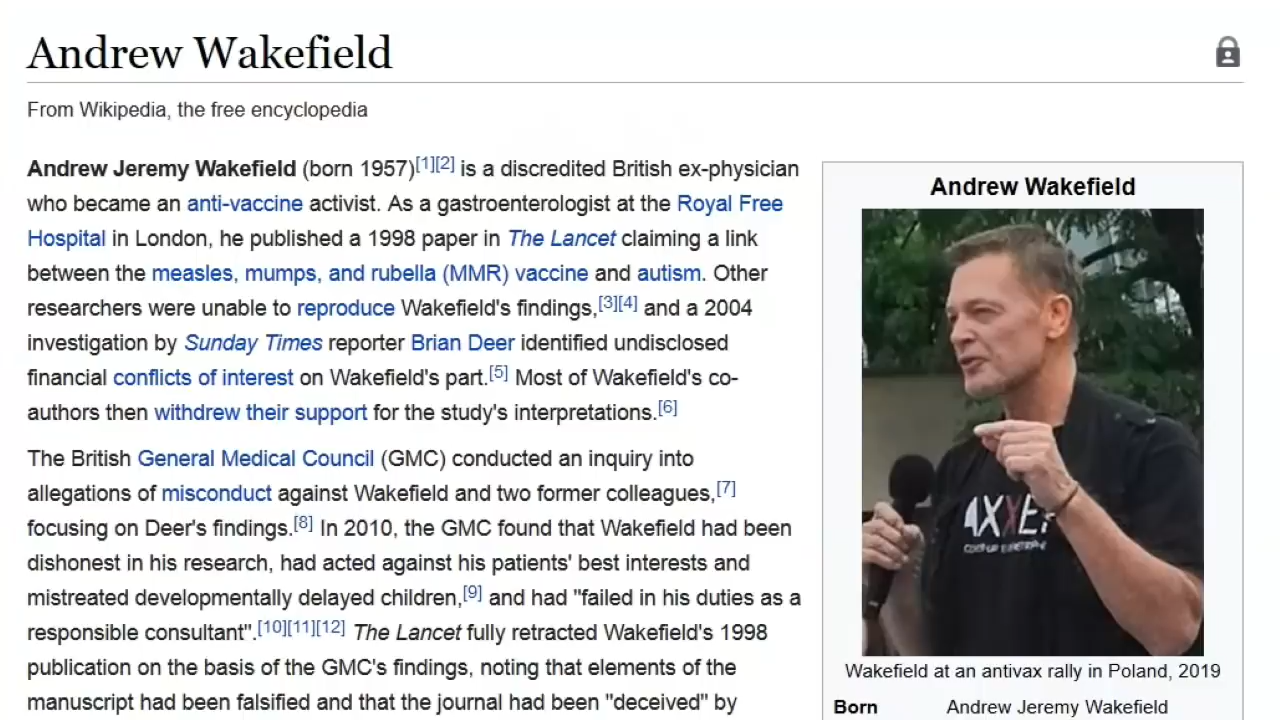 Andrew Wakefield
From Wikipedia, the free encyclopedia
Andrew Jeremy Wakefield (born 1957)[1][2] is a discredited British ex-physician
who became an anti-vaccine activist. As a gastroenterologist at the Royal Free
Hospital in London, he published a 1998 paper in The Lancet claiming a link
between the measles, mumps, and rubella (MMR) vaccine and autism. Other
researchers were unable to reproduce Wakefield's findings,[3][4] and a 2004
investigation by Sunday Times reporter Brian Deer identified undisclosed
financial conflicts of interest on Wakefield's part.[5] Most of Wakefield's co-
authors then withdrew their support for the study's interpretations.[6]
The British General Medical Council (GMC) conducted an inquiry into
allegations of misconduct against Wakefield and two former colleagues,[7]
focusing on Deer's findings.[8] In 2010, the GMC found that Wakefield had been
dishonest in his research, had acted against his patients' best interests and
mistreated developmentally delayed children,[9] and had "failed in his duties as a
responsible consultant".[10][11][12] The Lancet fully retracted Wakefield's 1998
publication on the basis of the GMC's findings, noting that elements of the
manuscript had been falsified and that the journal had been "deceived" by
Andrew Wakefield
Wakefield at an antivax rally in Poland, 2019
Born Andrew Jeremy Wakefield